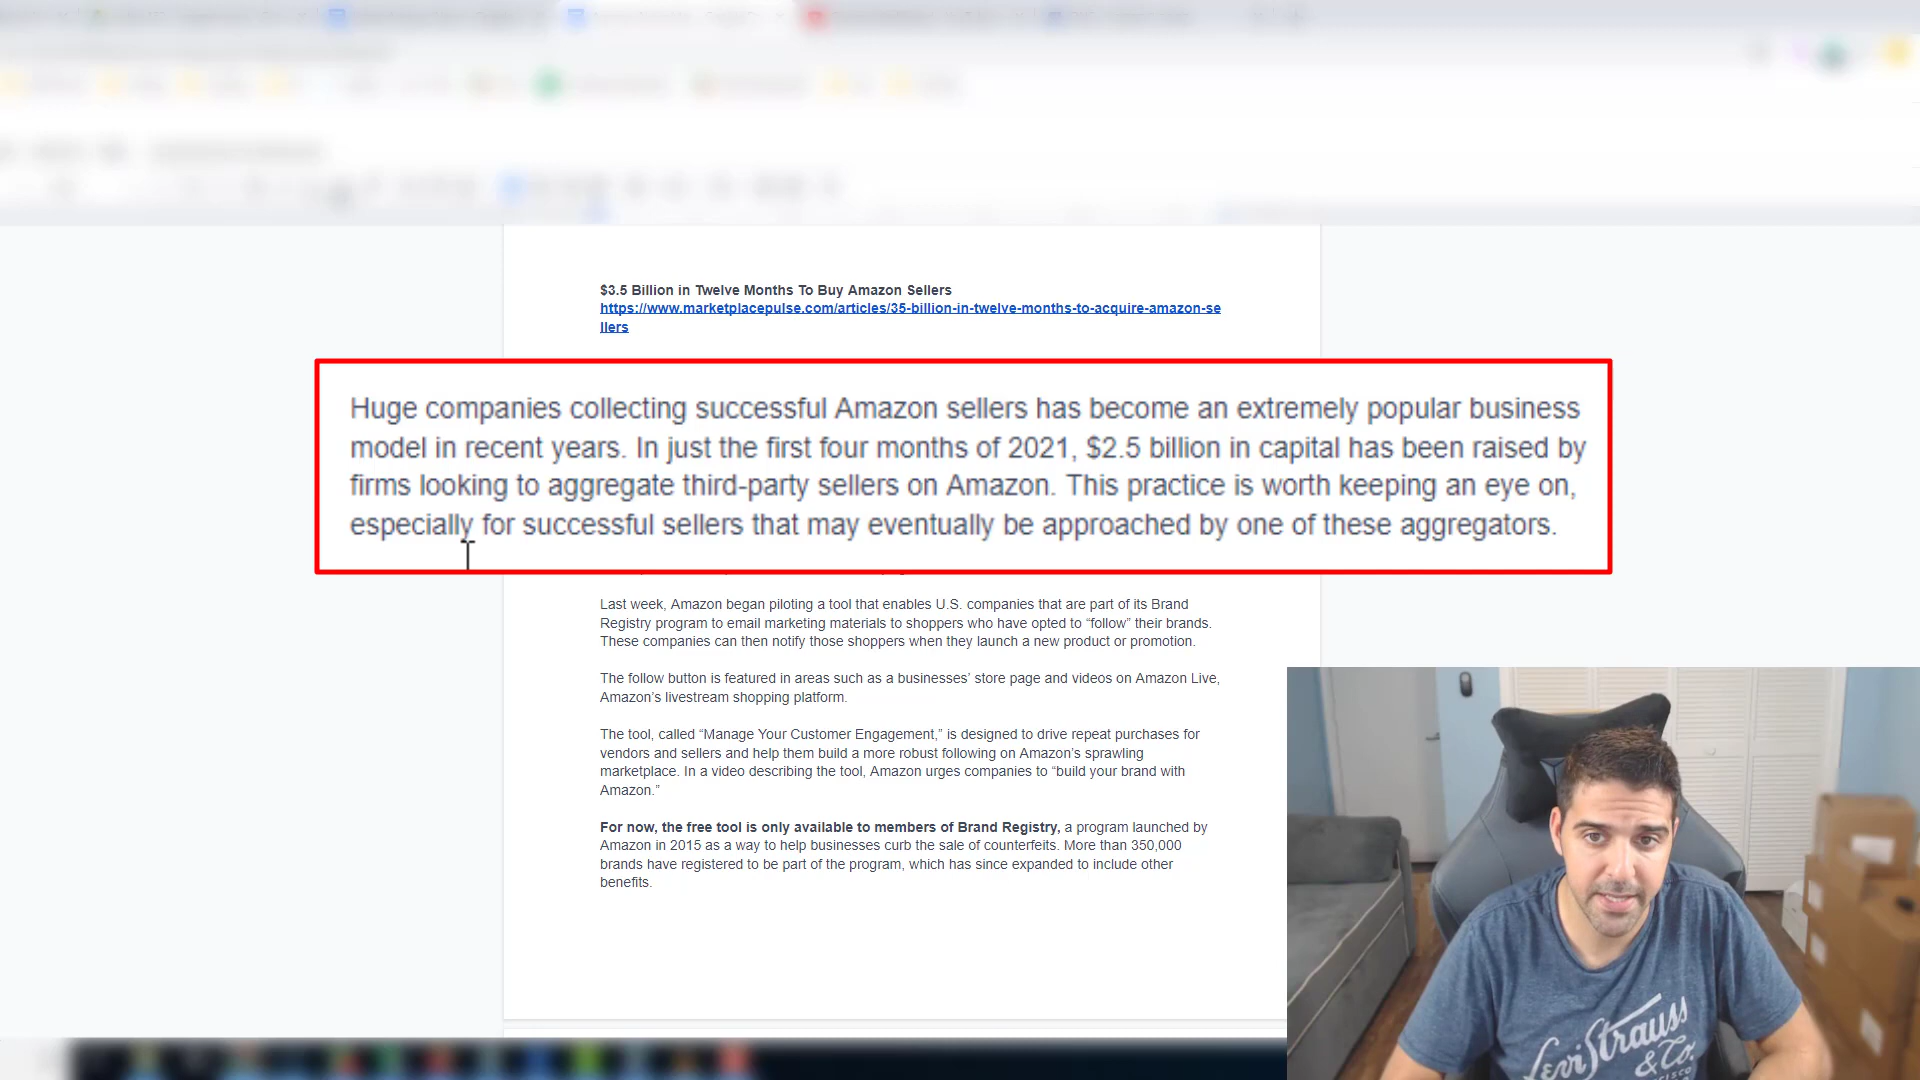 $3.5 Billion in Twelve Months To Buy Amazon Sellers
https://www.marketplacepulse.com/articles/35-billion-in-twelve-months-to-acquire-amazon-se
llers
Huge companies collecting successful Amazon sellers has become an extremely popular business
model in recent years. In just the first four months of 2021, $2.5 billion in capital has been raised by
firms looking to aggregate third-party sellers on Amazon. This practice is worth keeping an eye on,
especially for successful sellers that may eventually be approached by one of these aggregators.
Last week, Amazon began piloting a tool that enables U.S. companies that are part of its Brand
Registry program to email marketing materials to shoppers who have opted to “follow” their brands.
These companies can then notify those shoppers when they launch a new product or promotion.
The follow button is featured in areas such as a businesses’ store page and videos on Amazon Live,
Amazon’s livestream shopping platform.
The tool, called “Manage Your Customer Engagement,” is designed to drive repeat purchases for
vendors and sellers and help them build a more robust following on Amazon’s sprawling
marketplace. In a video describing the tool, Amazon urges companies to “build your brand with
Amazon.”
For now, the free tool is only available to members of Brand Registry, a program launched by
Amazon in 2015 as a way to help businesses curb the sale of counterfeits. More than 350,000
brands have registered to be part of the program, which has since expanded to include other
benefits.
Levi Strauss
& Co.